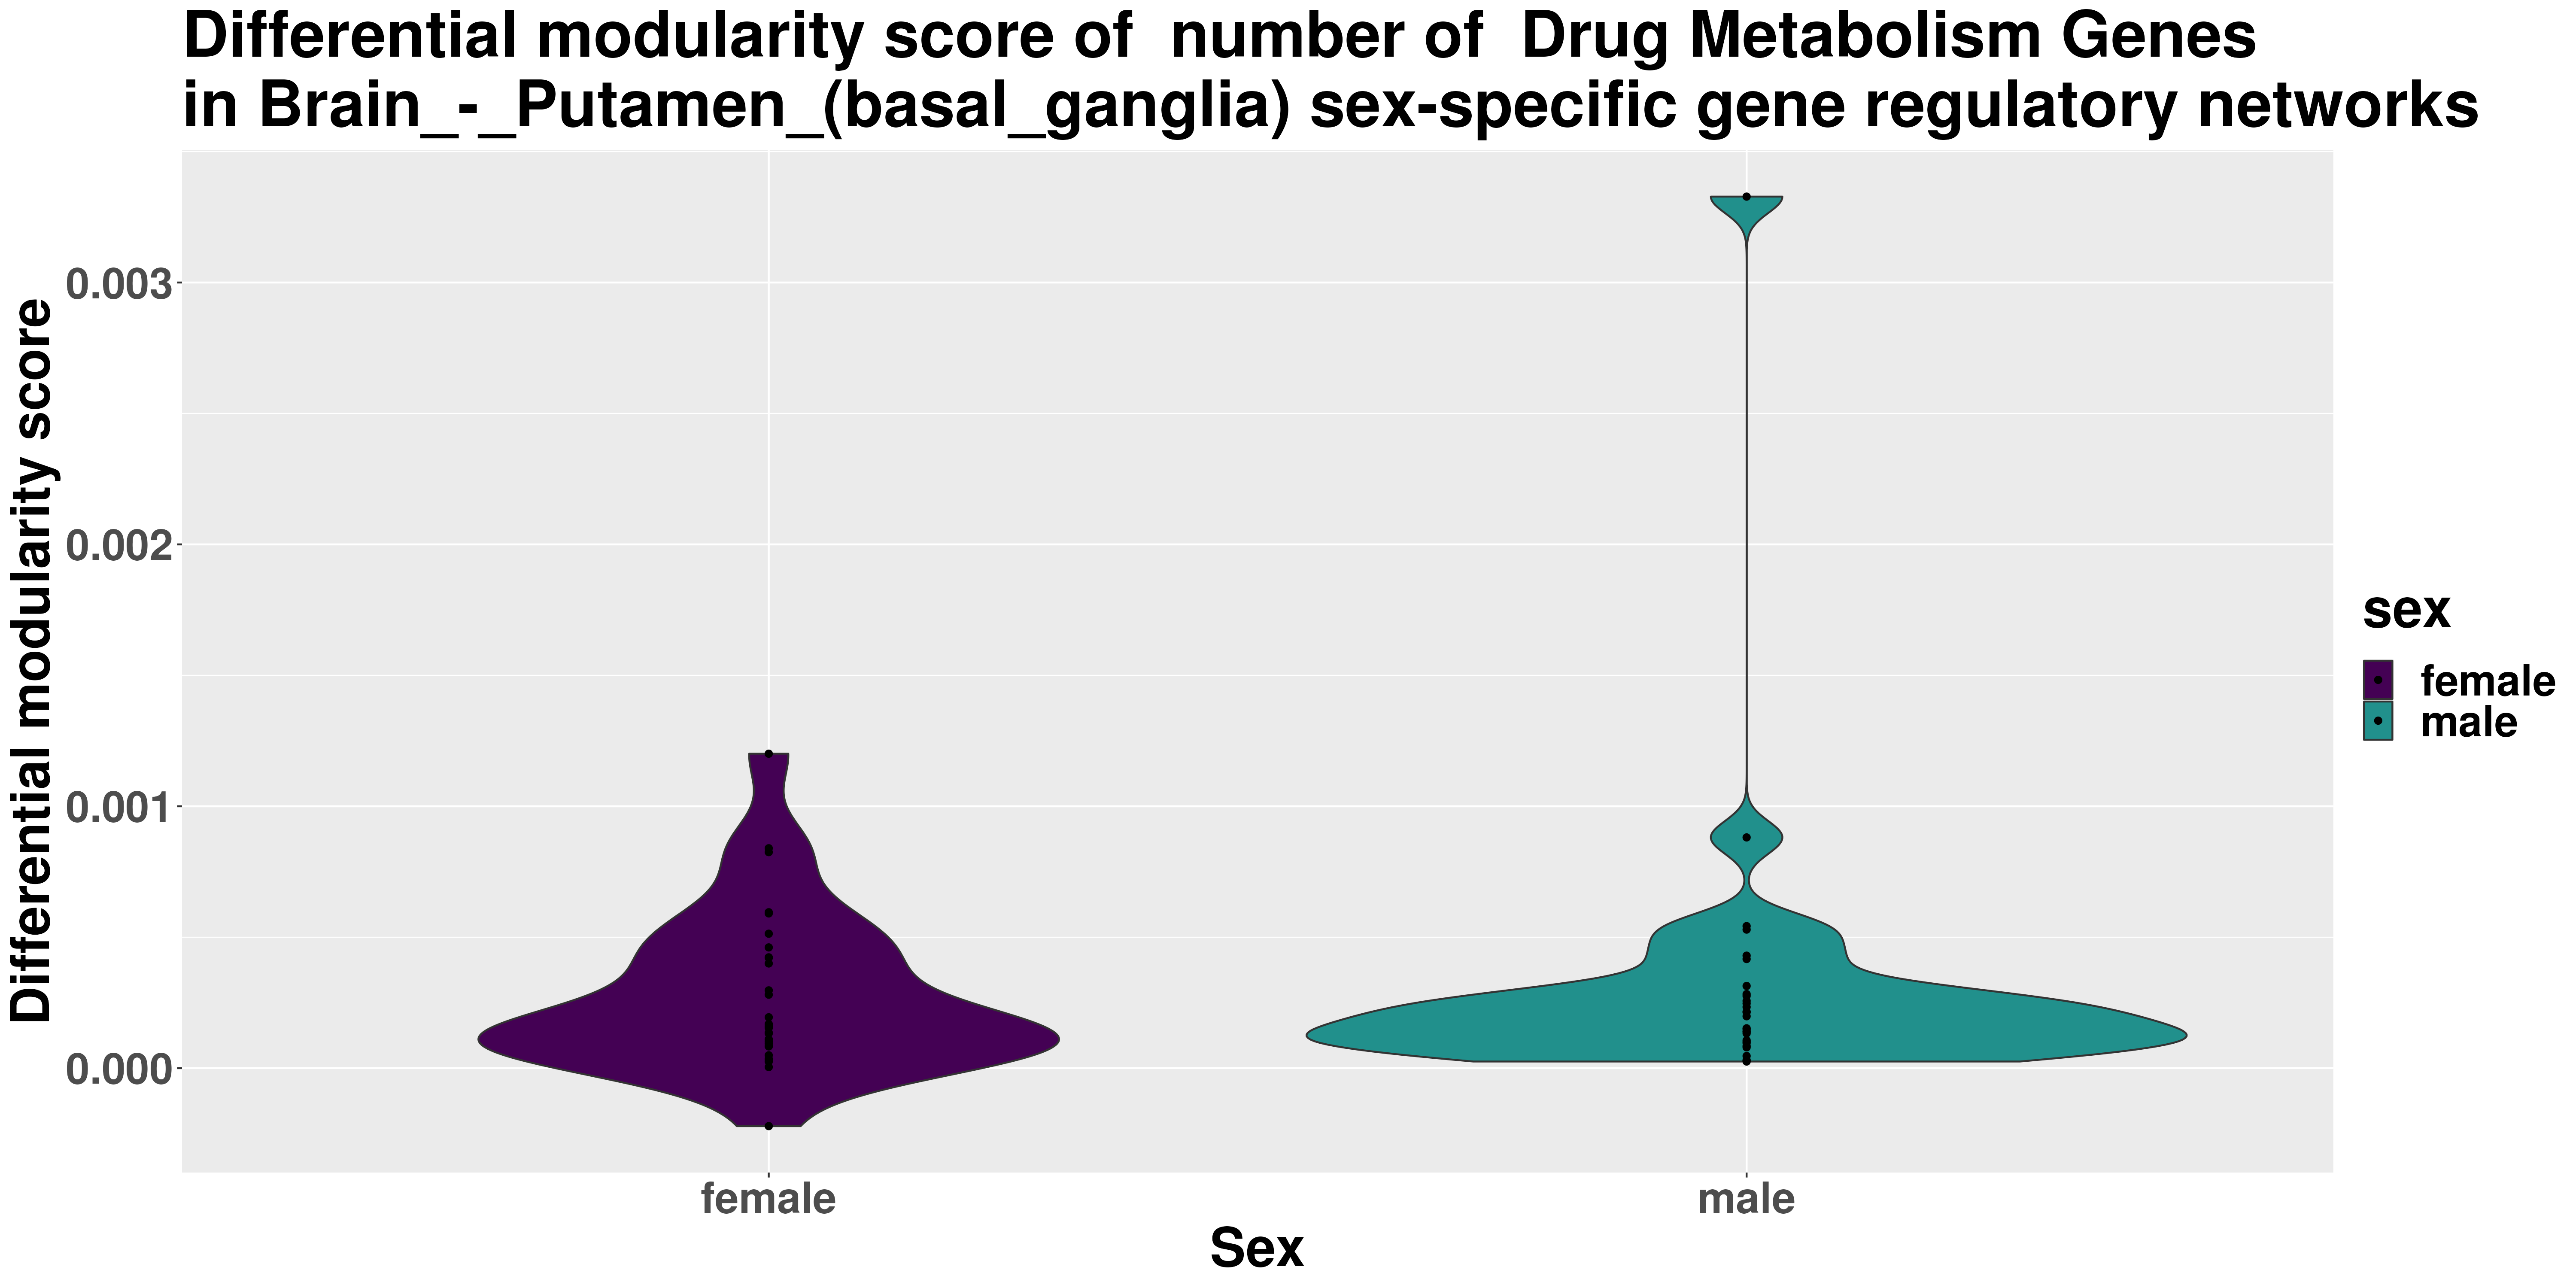 Differential modularity score of  number of  Drug Metabolism Genes
in Brain_-_Putamen_(basal_ganglia) sex-specific gene regulatory networks
Differential modularity score
0.003
0.002
0.001
0.000
female
male
Sex
sex
female
male